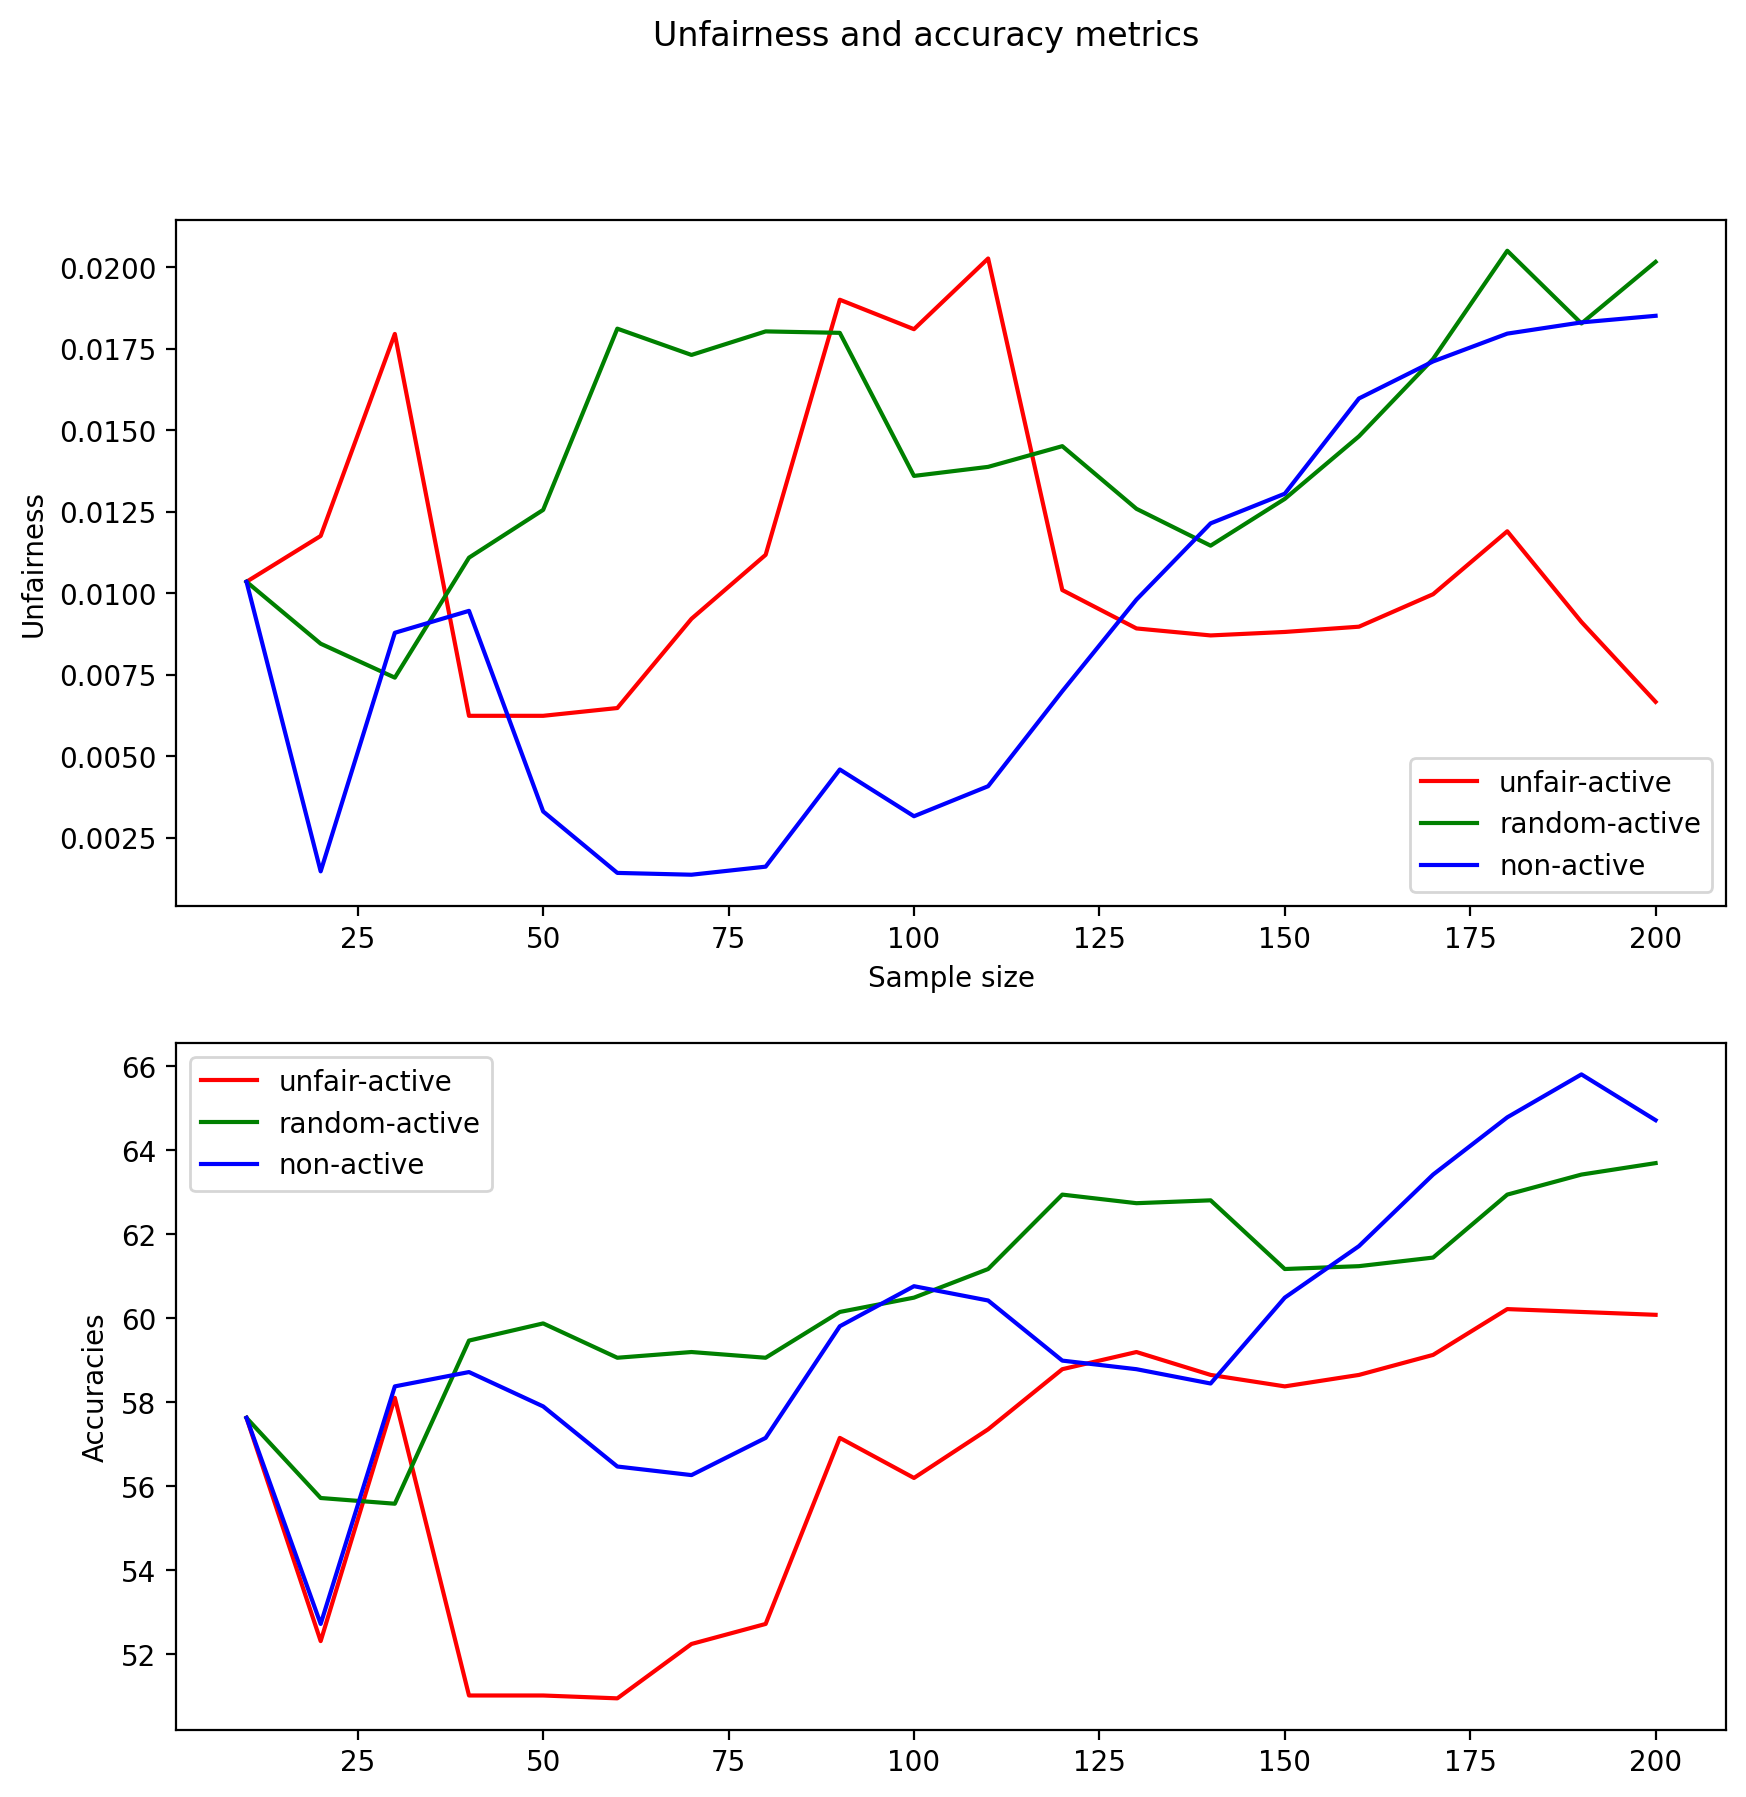 Unfairness and accuracy metrics
0.0200
0.0175
0.0150
0.0125
0.0100
0.0075
0.0050
0.0025
Unfairness
unfair-active
random-active
non-active
25 50 75 100 125 150 175 200
Sample size
66
64
62
60
58
56
54
52
Accuracies
unfair-active
random-active
non-active
25 50 75 100 125 150 175 200